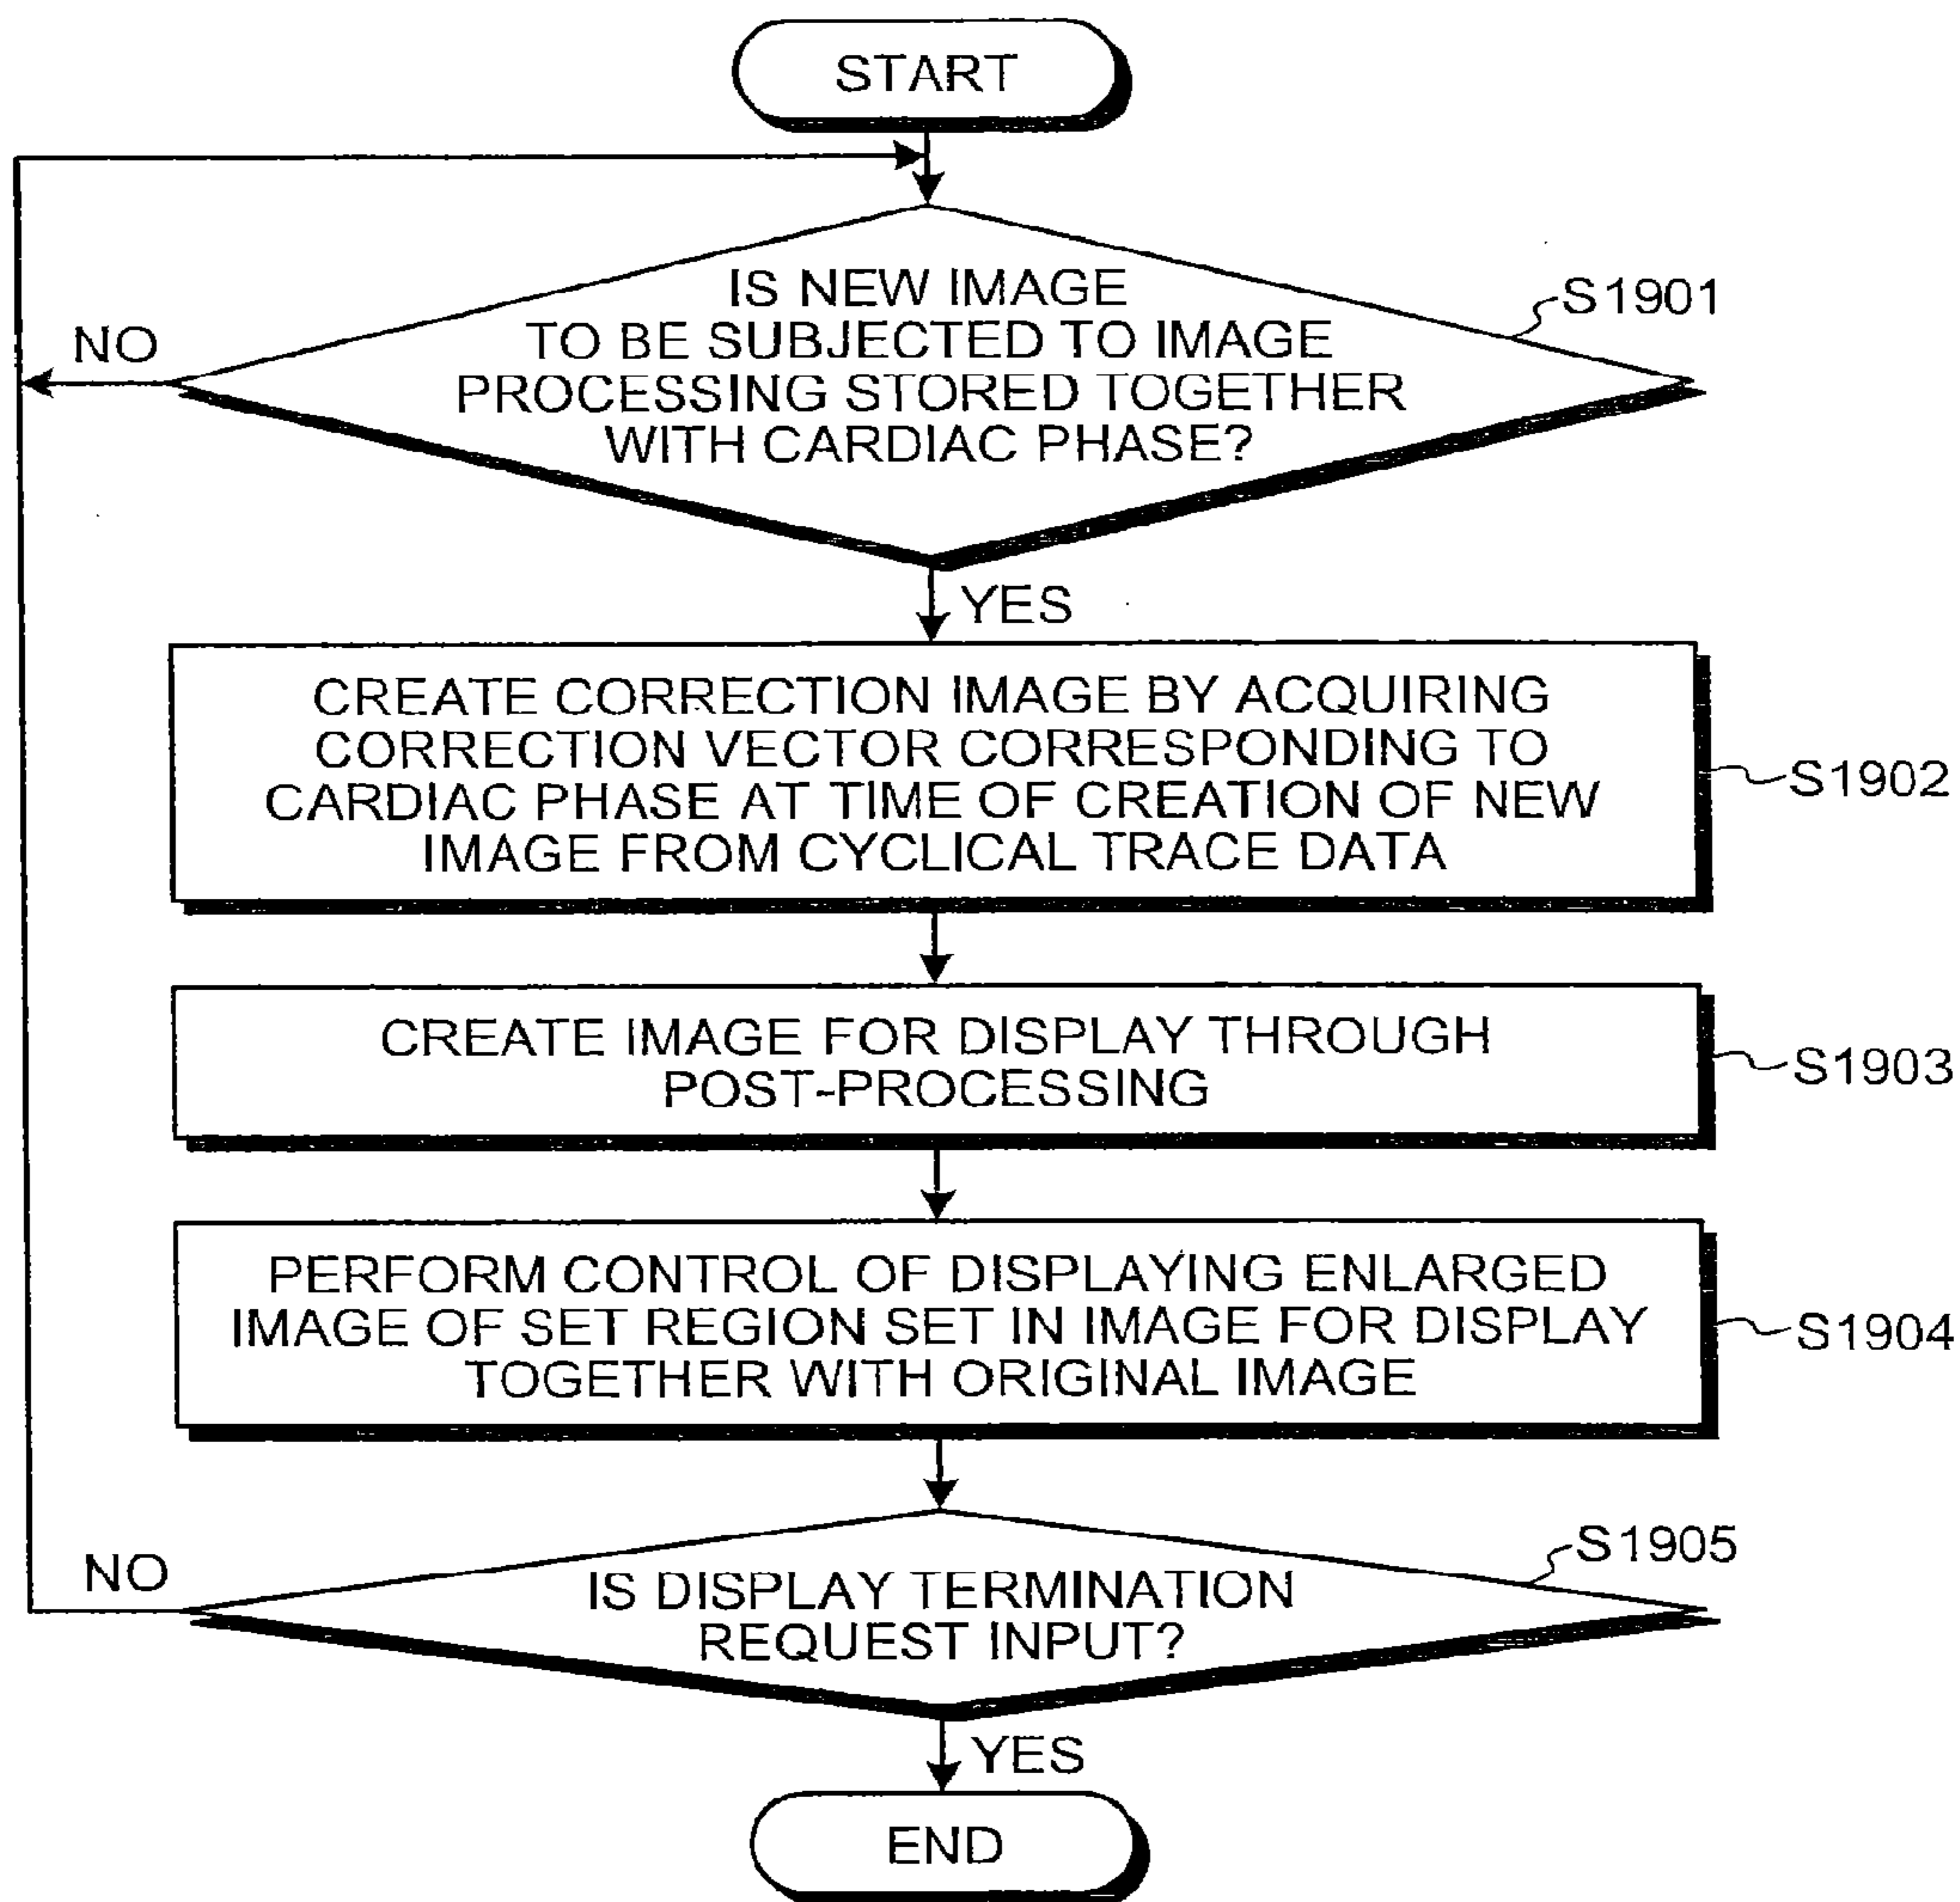 START
IS NEW IMAGE
TO BE SUBJECTED TO IMAGE
PROCESSING STORED TOGETHER
WITH CARDIAC PHASE?
S1901
NO
YES
CREATE CORRECTION IMAGE BY ACQUIRING
CORRECTION VECTOR CORRESPONDING TO
CARDIAC PHASE AT TIME OF CREATION OF NEW
IMAGE FROM CYCLICAL TRACE DATA
S1902
CREATE IMAGE FOR DISPLAY THROUGH
POST-PROCESSING
S1903
PERFORM CONTROL OF DISPLAYING ENLARGED
IMAGE OF SET REGION SET IN IMAGE FOR DISPLAY
TOGETHER WITH ORIGINAL IMAGE
S1904
IS DISPLAY TERMINATION
REQUEST INPUT?
S1905
NO
YES
END